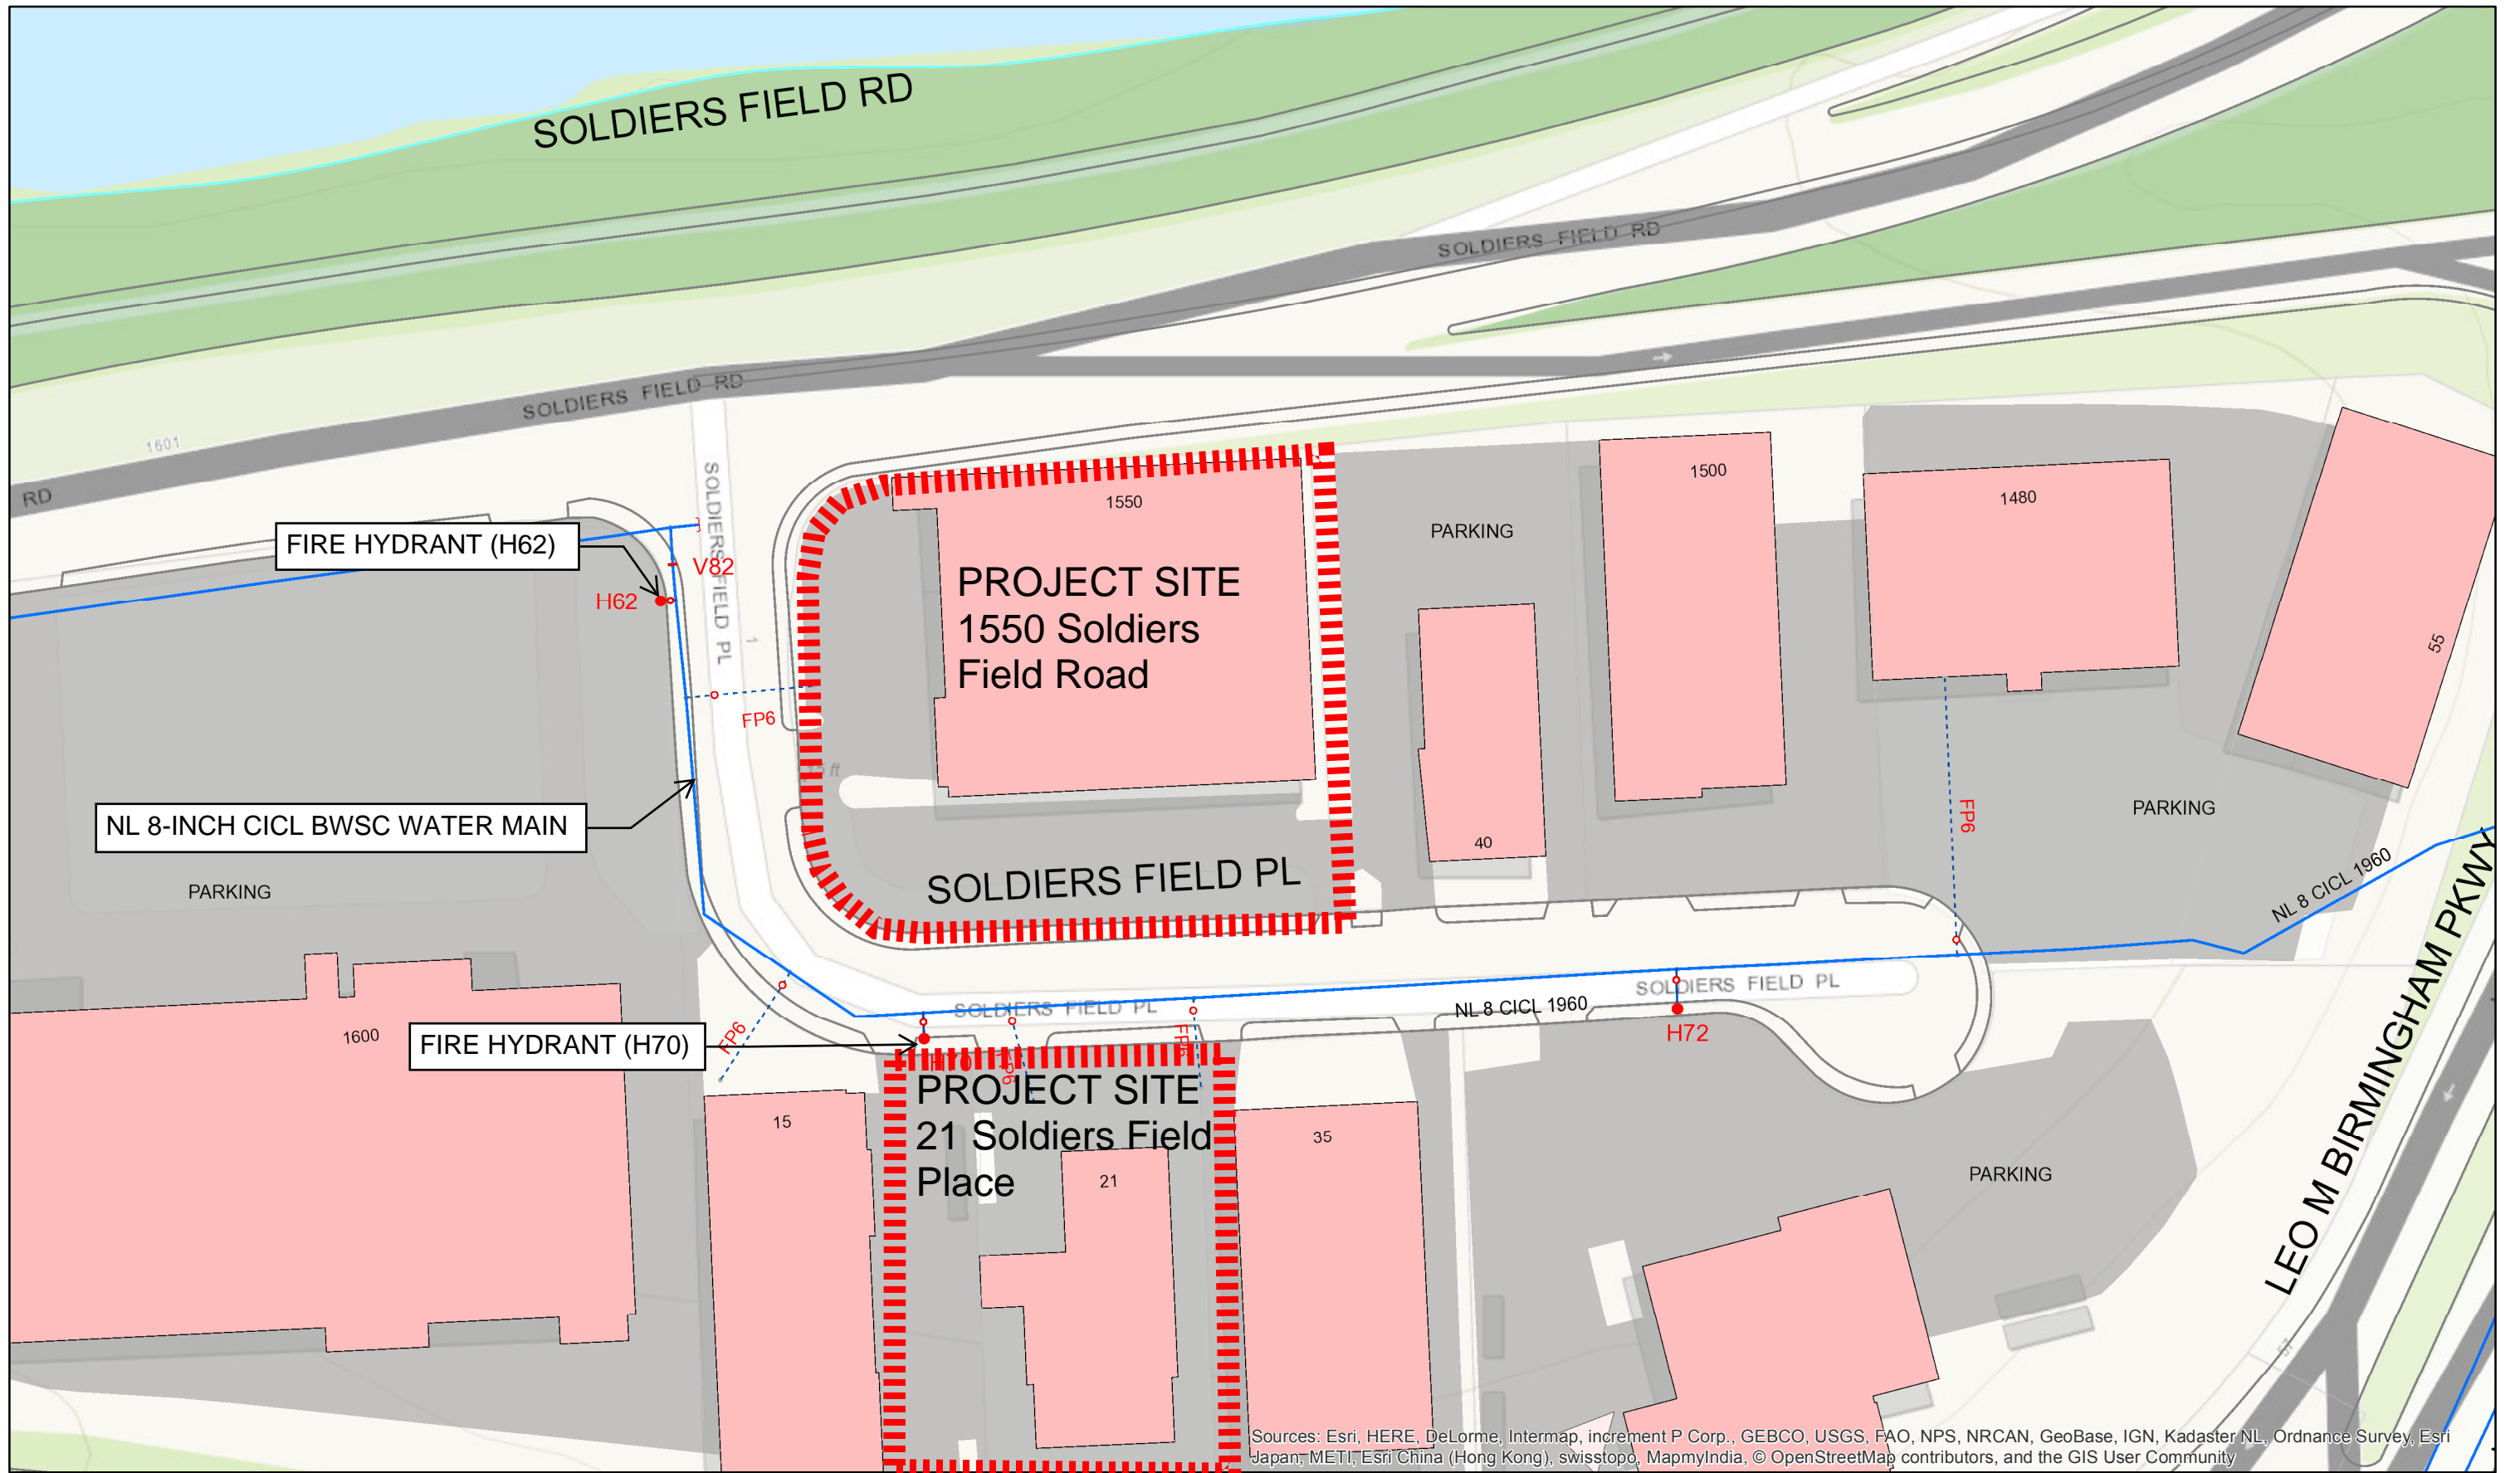 SOLDIERS FIELD RD
SOLDIERS FIELD RD
SOLDIERS FIELD RD
1601
RD
SOLDIERS FIELD PL
1550
1500
1480
55
PARKING
FIRE HYDRANT (H62)
V82
H62
1
PROJECT SITE
1550 Soldiers
Field Road
FP6
NL 8-INCH CICL BWSC WATER MAIN
PARKING
40
FP6
PARKING
SOLDIERS FIELD PL
NL 8 CICL 1960
LEO M BIRMINGHAM PKWY
SOLDIERS FIELD PL
NL 8 CICL 1960
SOLDIERS FIELD PL
1600
FP6
FIRE HYDRANT (H70)
H70
FP6
FP6
H72
PROJECT SITE
21 Soldiers Field
Place
15
21
35
PARKING
57
Sources: Esri, HERE, DeLorme, Intermap, increment P Corp., GEBCO, USGS, FAO, NPS, NRCAN, GeoBase, IGN, Kadaster NL, Ordnance Survey, Esri
Japan, METI, Esri China (Hong Kong), swisstopo, MapmyIndia, © OpenStreetMap contributors, and the GIS User Community